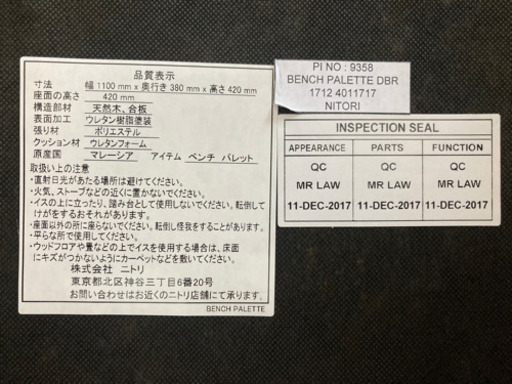 品質表示
寸法 幅 1100 mm x 奥行き 380 mm x 高さ 420 mm
座面の高さ 420 mm
構造部材 天然木、合板
表面加工 ウレタン樹脂塗装
張り材 ポリエステル
クッション材 ウレタンフォーム
原産国 マレーシア アイテム ベンチ パレット
取扱い上の注意
・直射日光があたる場所は避けてください。
・火気、ストーブなどの近くに置かないでください。
・イスの上に立ったり、踏み台として使用しないでください。転倒して
けがをするおそれがあります。
・座面以外の所に座らないでください。転倒し怪我をすることがあります。
・平らな所で使用してください。
・ウッドフロアや畳などの上でイスを使用する場合は、床面
にキズがつかないようにカーペットなどを敷いてください。
株式会社 ニトリ
東京都北区神谷三丁目6番20号
お問い合わせはお近くのニトリ店舗にて承ります。
BENCH PALETTE
PI NO : 9358
BENCH PALETTE DBR
1712 4011717
NITORI
INSPECTION SEAL
APPEARANCE PARTS FUNCTION
QC QC QC
MR LAW MR LAW MR LAW
11-DEC-2017 11-DEC-2017 11-DEC-2017